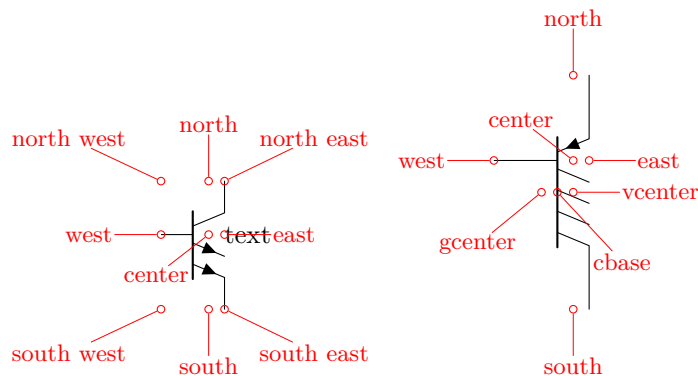 north west
north
north east
west
text
east
center
south west
south
south east
north
center
west
east
vcenter
gcenter
cbase
south